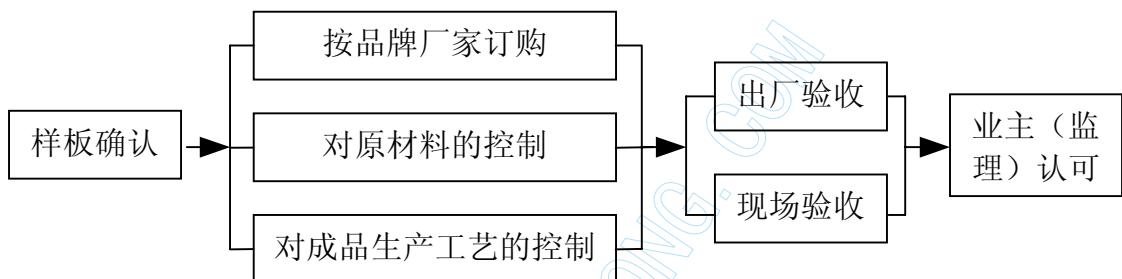 样板确认
按品牌厂家订购
对原材料的控制
对成品生产工艺的控制
出厂验收
现场验收
业主（监
理）认可
ONG. COM